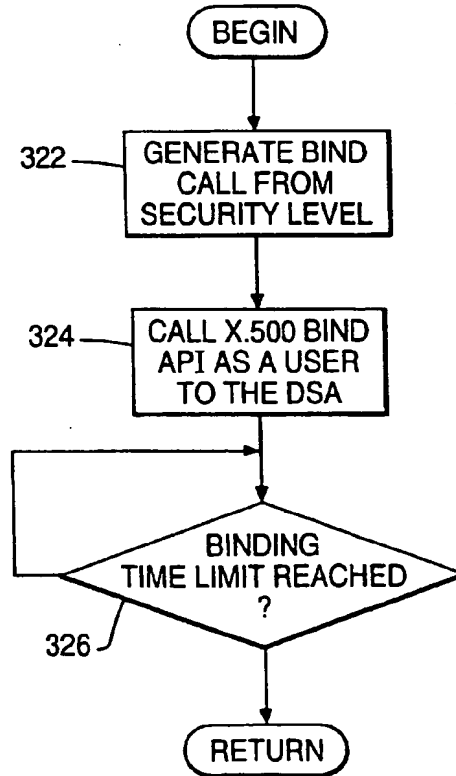 BEGIN
322
GENERATE BIND
CALL FROM
SECURITY LEVEL
324
CALL X.500 BIND
API AS A USER
TO THE DSA
BINDING
TIME LIMIT REACHED
?
326
RETURN